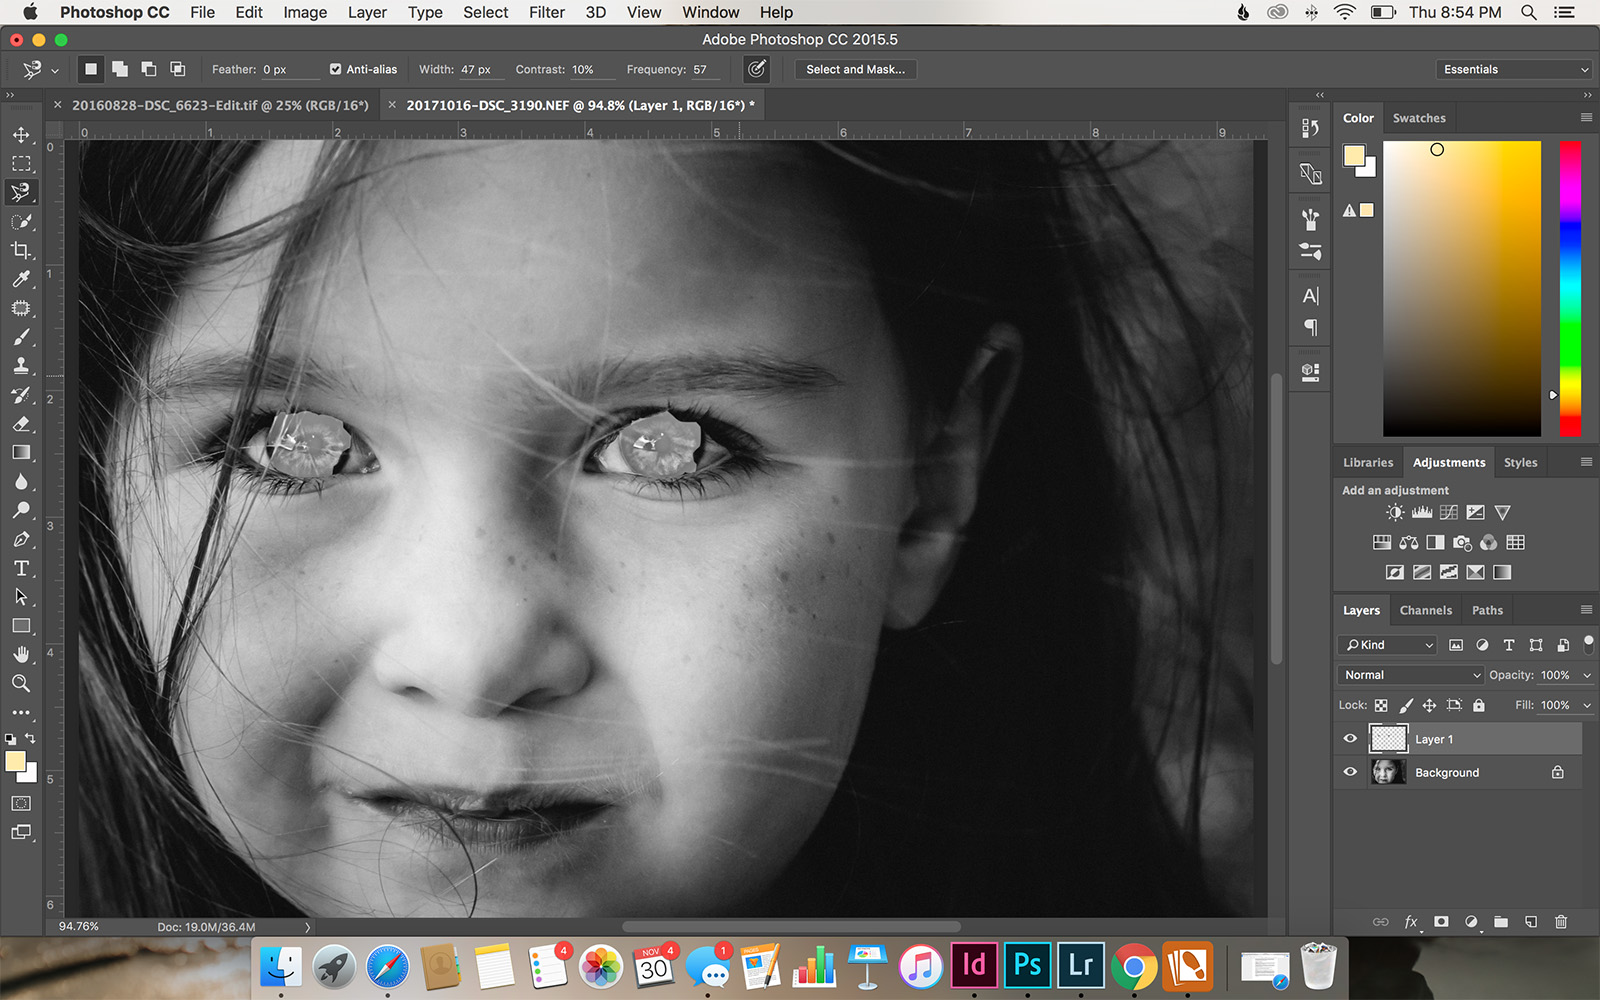 Photoshop CC File Edit Image Layer Type Select Filter 3D View Window Help Thu 8:54 PM
Adobe Photoshop CC 2015.5
Feather: 0 px Anti-alias Width: 47 px Contrast: 10% Frequency: 57 Select and Mask... Essentials
20160828-DSC_6623-Edit.tif @ 25% (RGB/16*) 20171016-DSC_3190.NEF @ 94.8% (Layer 1, RGB/16*) *
Color Swatches
0 1 2 3 4 5 6 7 8 9
0
1
2
3
4
5
6
Libraries Adjustments Styles
Add an adjustment
Layers Channels Paths
Kind
Normal Opacity: 100%
Lock: Fill: 100%
Layer 1
Background
fx
94.76% Doc: 19.0M/36.4M
4
NOV 4
30
1
Id Ps Lr